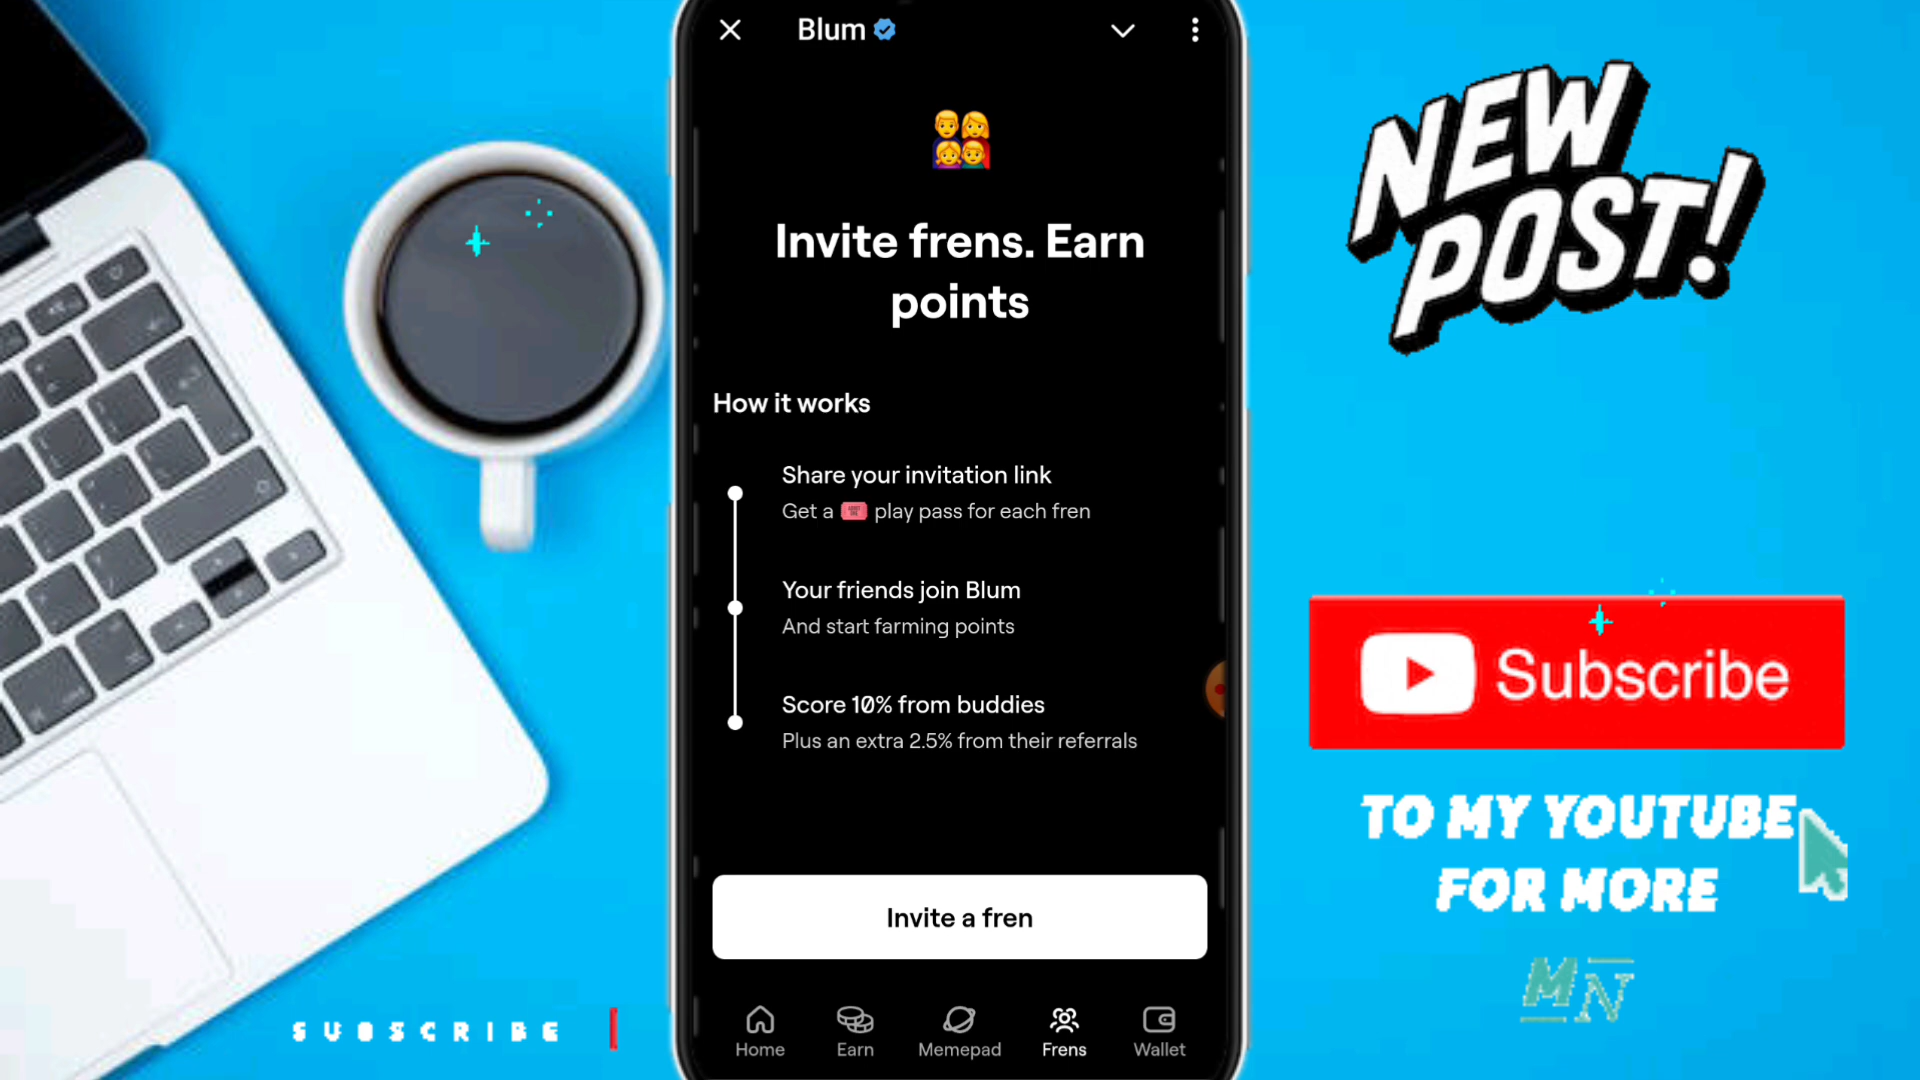 Blum
Invite frens. Earn
points
How it works
Share your invitation link
Get a play pass for each fren
Your friends join Blum
And start farming points
Score 10% from buddies
Plus an extra 2.5% from their referrals
Invite a fren
Home
Earn
Memepad
Frens
Wallet
NEW
POST!
Subscribe
TO MY YOUTUBE
FOR MORE
MN
SUBSCRIBE